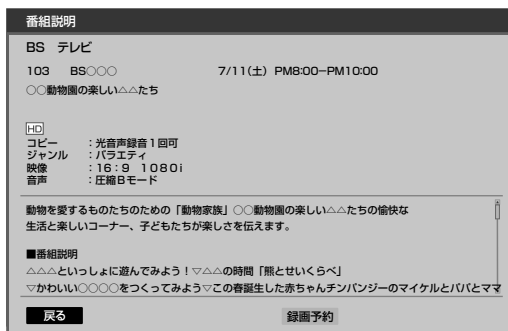 番組説明
BS テレビ
103 BS○○○ 7/11(土) PM8:00−PM10:00
○○動物園の楽しい△△たち
HD
コピー ：光音声録音1回可
ジャンル ：バラエティ
映像 ：16：9 1080i
音声 ：圧縮Bモード
動物を愛するものたちのための「動物家族」○○動物園の楽しい△△たちの愉快な
生活と楽しいコーナー、子どもたちが楽しさを伝えます。
■番組説明
△△△といっしょに遊んでみよう！▽△△の時間「熊とせいくらべ」
▽かわいい○○○○をつくってみよう▽この春誕生した赤ちゃんチンパンジーのマイケルとパパとママ
戻る 録画予約